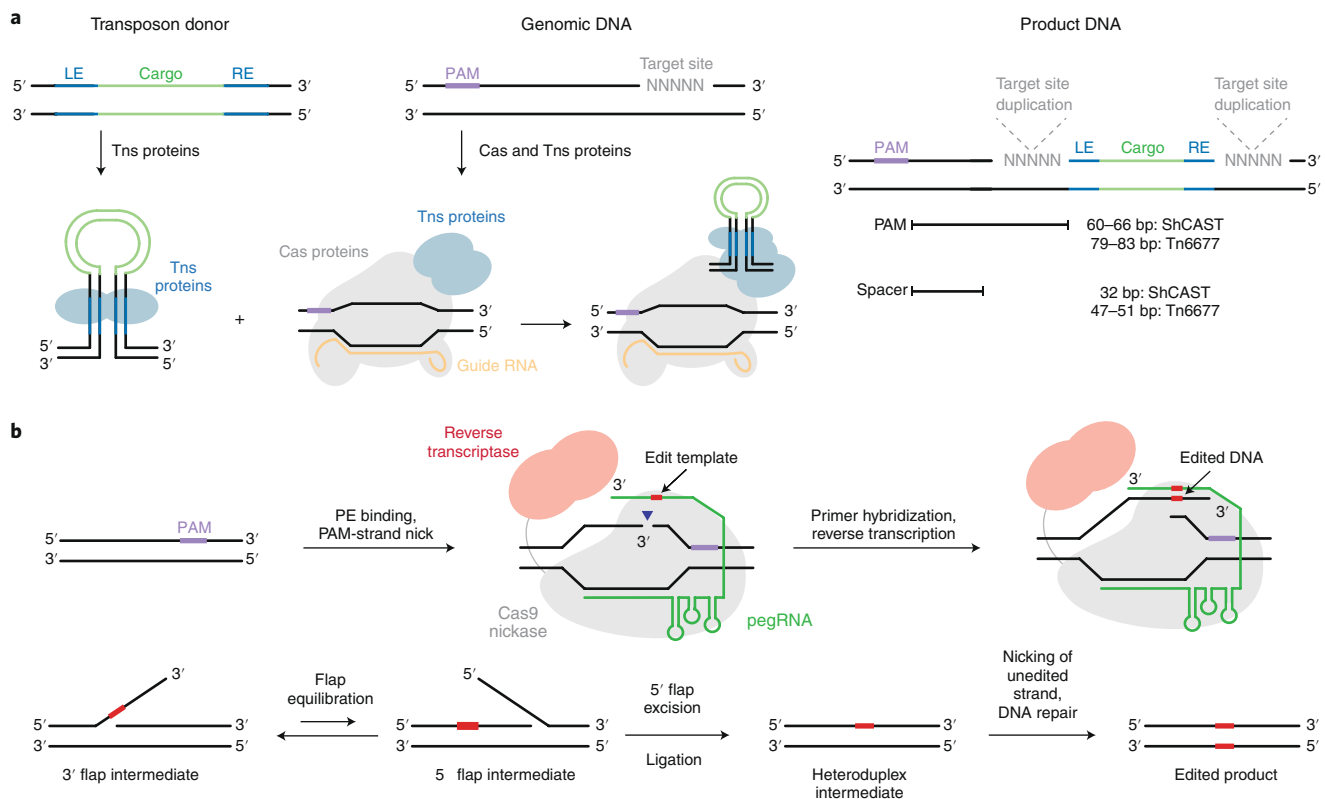 a
Transposon donor
Genomic DNA
Product DNA
5′
LE
Cargo
RE
3′
3′
5′
Tns proteins
5′
PAM
Target site
NNNNN
3′
3′
5′
Cas and Tns proteins
Target site
duplication
Target site
duplication
5′
PAM
NNNNN
LE
Cargo
RE
NNNNN
3′
3′
5′
PAM
60–66 bp: ShCAST
79–83 bp: Tn6677
Spacer
32 bp: ShCAST
47–51 bp: Tn6677
Tns
proteins
5′
3′
3′
5′
+
Cas proteins
Tns proteins
5′
3′
3′
5′
Guide RNA
5′
3′
3′
5′
b
5′
PAM
3′
3′
5′
PE binding,
PAM-strand nick
Reverse
transcriptase
Edit template
3′
3′
Cas9
nickase
pegRNA
Primer hybridization,
reverse transcription
Edited DNA
3′
3′
3′
5′
3′
3′
5′
3′ flap intermediate
Flap
equilibration
5′
5′
3′
3′
5′
5 flap intermediate
5′ flap
excision
Ligation
5′
3′
3′
5′
Heteroduplex
intermediate
Nicking of
unedited
strand,
DNA repair
5′
3′
3′
5′
Edited product